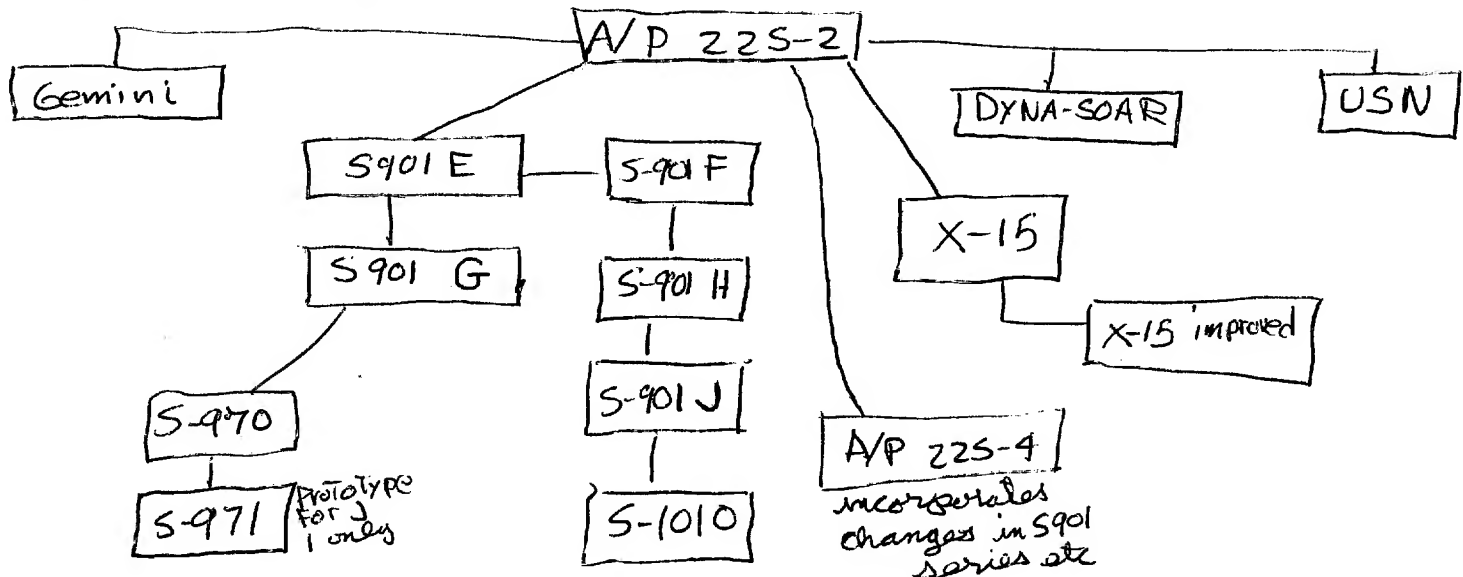 A/P 22S-2
Gemini
DYNA-SOAR
USN
S901 E
S-901 F
X-15
S901 G
S-901 H
X-15 improved
S-901 J
S-970
A/P 22S-4
S-971
PROTOTYPE
FOR J
1 only
S-1010
incorporates
changes in S901
series etc